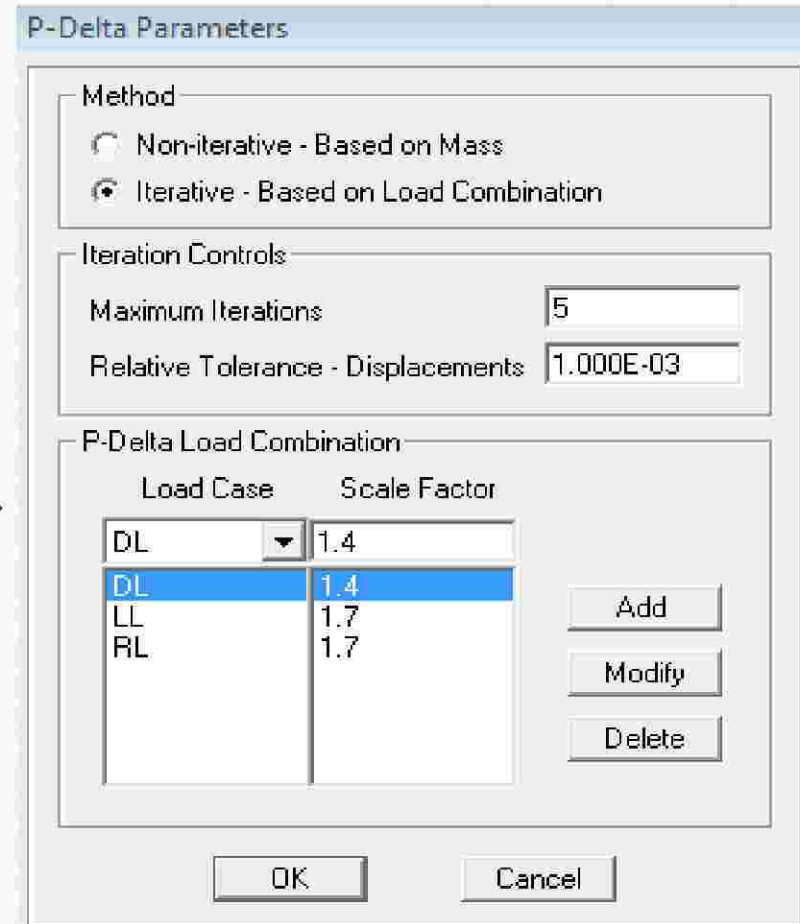 P-Delta Parameters
Method
Non-iterative - Based on Mass
Iterative - Based on Load Combination
Iteration Controls
Maximum Iterations 5
Relative Tolerance - Displacements 1.000E-03
P-Delta Load Combination
Load Case Scale Factor
DL 1.4
DL 1.4
LL 1.7
RL 1.7
Add
Modify
Delete
OK Cancel